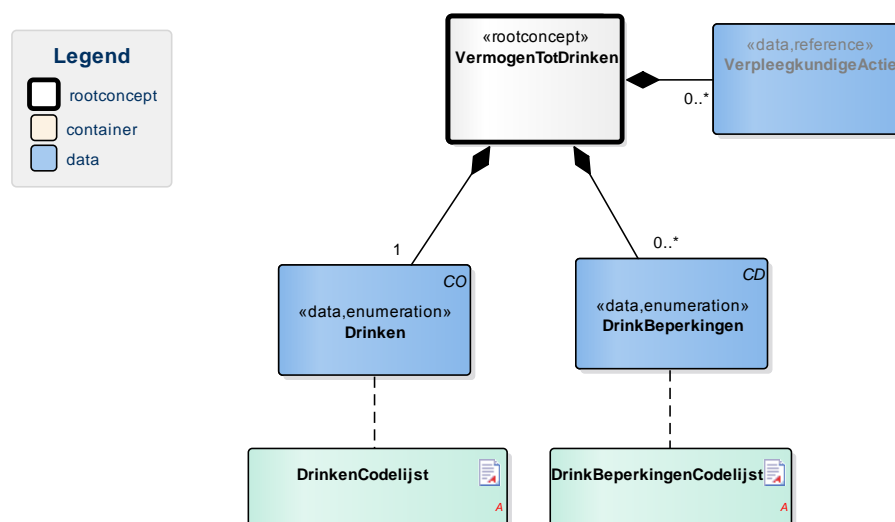 Legend
rootconcept
container
data
«rootconcept»
VermogenTotDrinken
«data,reference»
VerpleegkundigeActie
0..*
1
0..*
CO
«data,enumeration»
Drinken
CD
«data,enumeration»
DrinkBeperkingen
DrinkenCodelijst
A
DrinkBeperkingenCodelijst
A